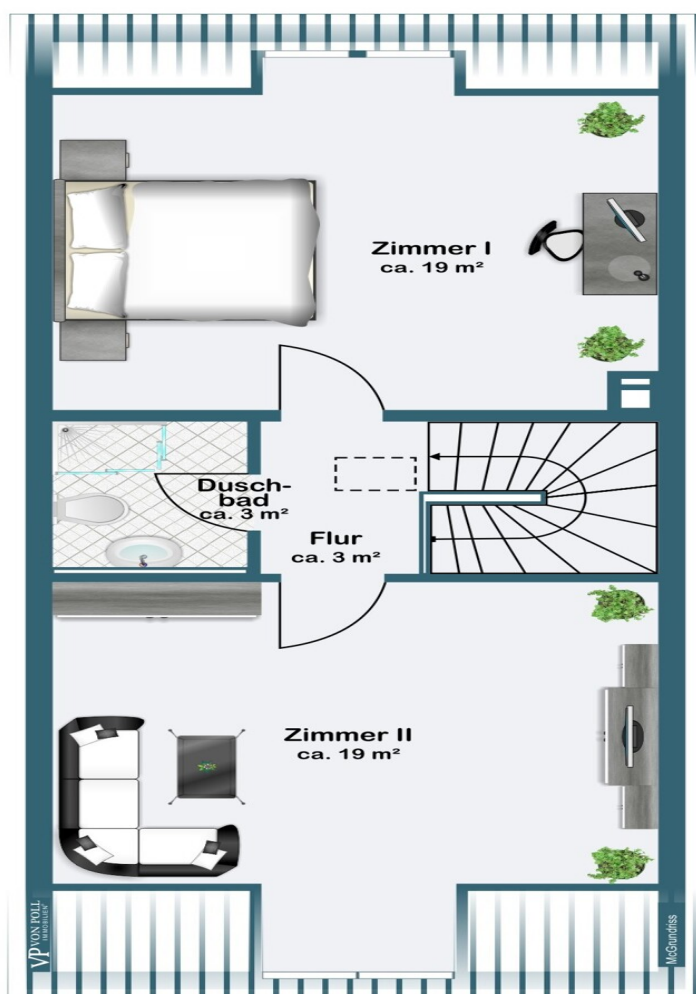 Zimmer I
ca. 19 m²
Dusch-
bad
ca. 3 m²
Flur
ca. 3 m²
Zimmer II
ca. 19 m²
VP VON POLL
IMMOBILIEN®
McGrundriss